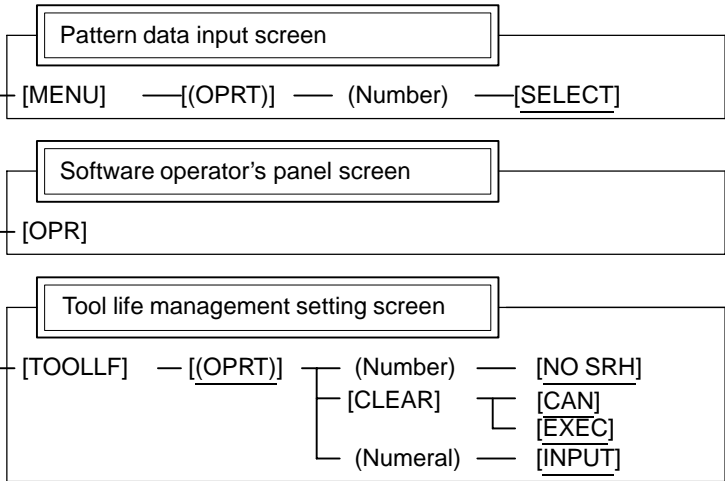 Pattern data input screen
[MENU] [(OPRT)] (Number) [SELECT]
Software operator's panel screen
[OPR]
Tool life management setting screen
[TOOLLF] [(OPRT)] (Number) [NO SRH]
[CLEAR] [CAN]
[EXEC]
(Numeral) [INPUT]